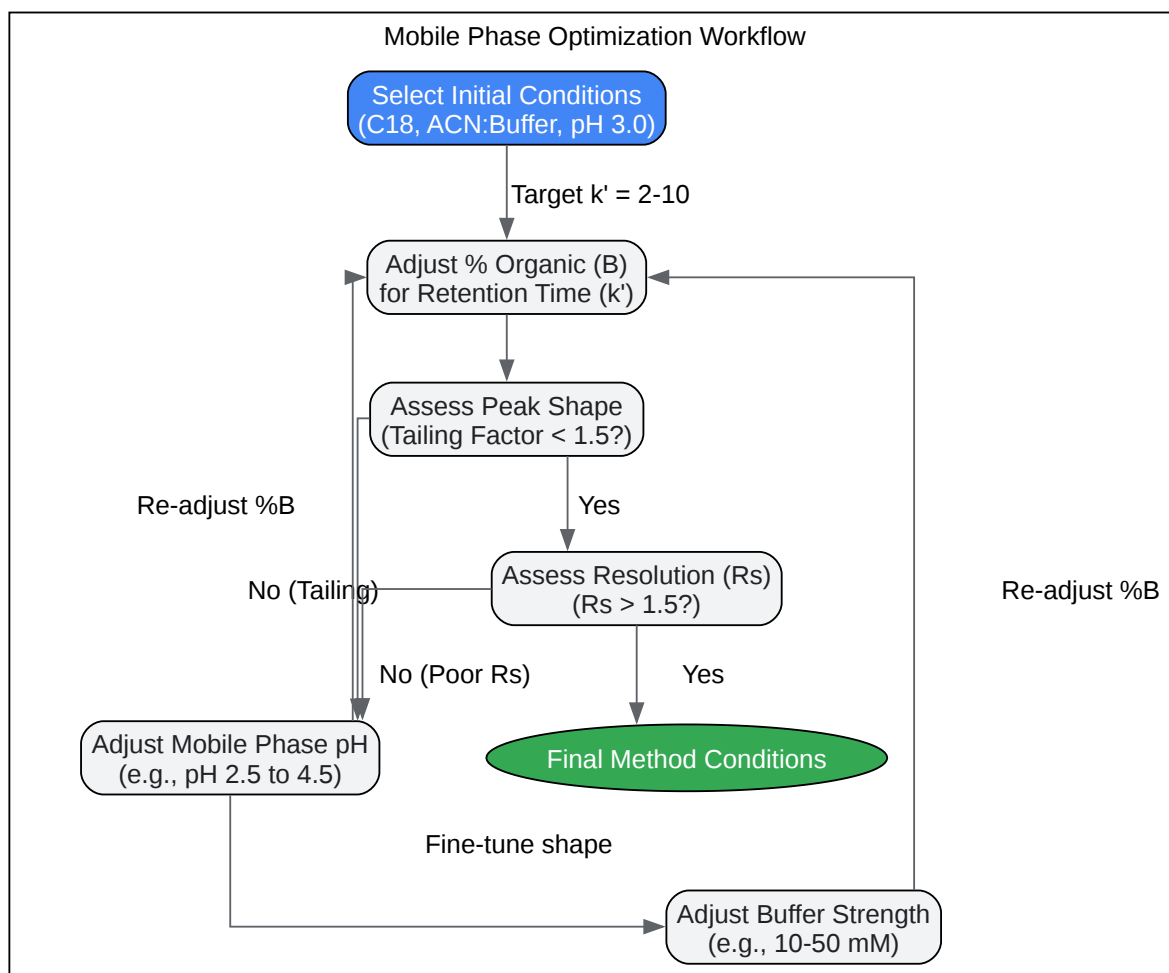 Mobile Phase Optimization Workflow
Select Initial Conditions
(C18, ACN:Buffer, pH 3.0)
Target k' = 2-10
Adjust % Organic (B)
for Retention Time (k')
Assess Peak Shape
(Tailing Factor < 1.5?)
Re-adjust %B
Yes
Assess Resolution (Rs)
(Rs > 1.5?)
No (Tailing)
Re-adjust %B
No (Poor Rs)
Yes
Adjust Mobile Phase pH
(e.g., pH 2.5 to 4.5)
Final Method Conditions
Fine-tune shape
Adjust Buffer Strength
(e.g., 10-50 mM)